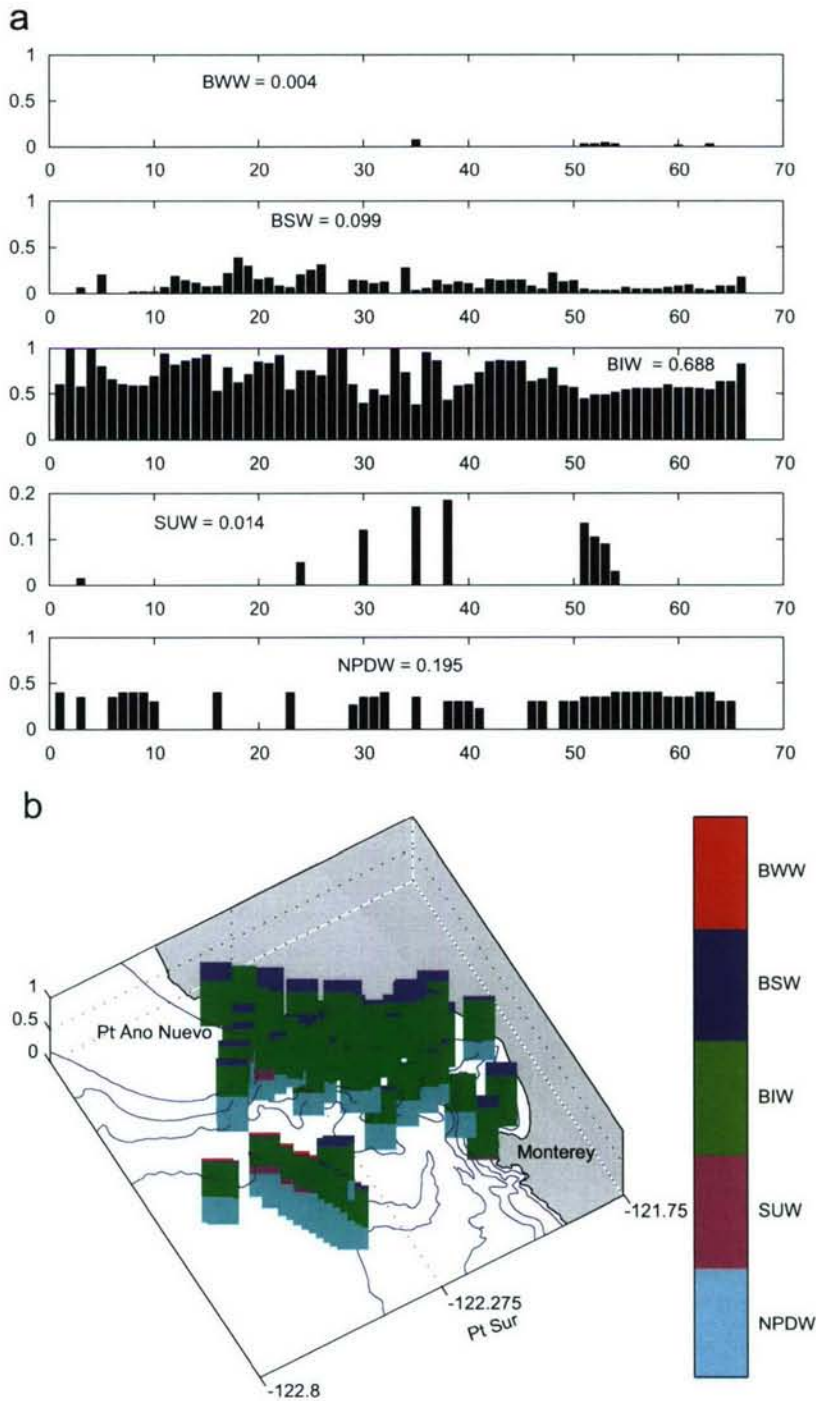 a
1
BWW = 0.004
0.5
0
0 10 20 30 40 50 60 70
1
BSW = 0.099
0.5
0
0 10 20 30 40 50 60 70
1
BIW = 0.688
0.5
0
0 10 20 30 40 50 60 70
0.2
SUW = 0.014
0.1
0
0 10 20 30 40 50 60 70
1
NPDW = 0.195
0.5
0
0 10 20 30 40 50 60 70
b
BWW
BSW
1
0.5
Pt Ano Nuevo
0
BIW
Monterey
SUW
-121.75
-122.275
Pt Sur
NPDW
-122.8